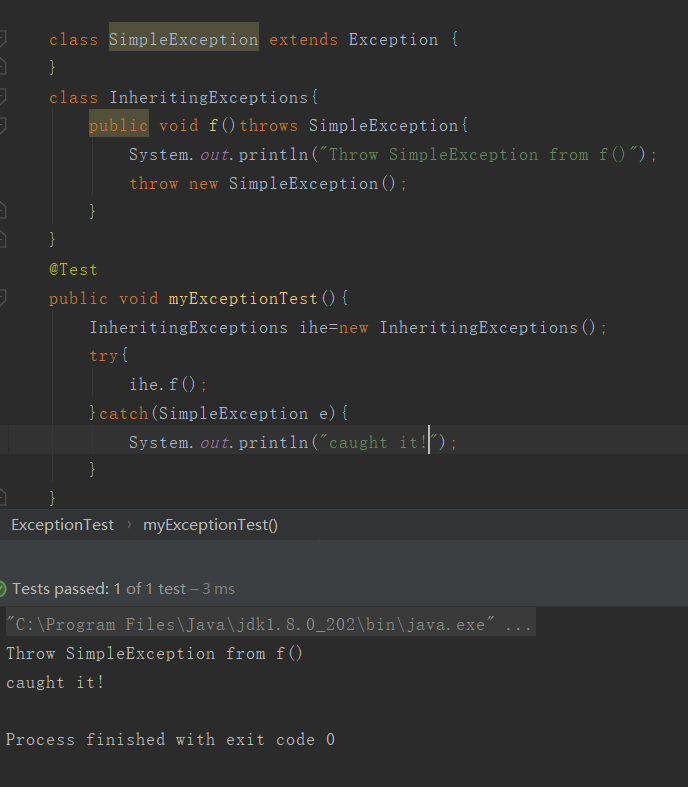 class SimpleException extends Exception {
}
class InheritingExceptions{
public void f()throws SimpleException{
System.out.println("Throw SimpleException from f()");
throw new SimpleException();
}
}
@Test
public void myExceptionTest(){
InheritingExceptions ihe=new InheritingExceptions();
try{
ihe.f();
}catch(SimpleException e){
System.out.println("caught it!");
}
}
ExceptionTest › myExceptionTest()
Tests passed: 1 of 1 test – 3 ms
"C:\Program Files\Java\jdk1.8.0_202\bin\java.exe" ...
Throw SimpleException from f()
caught it!
Process finished with exit code 0